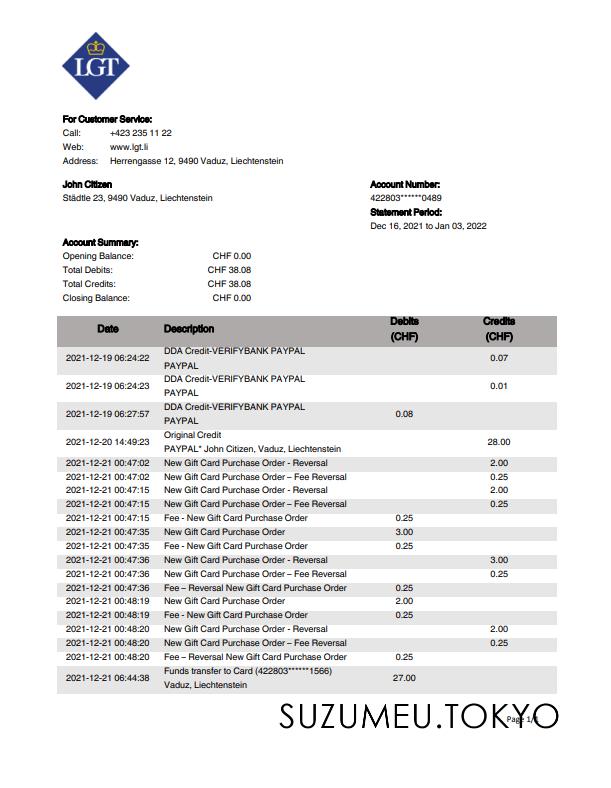 LGT
For Customer Service:
Call: +423 235 11 22
Web: www.lgt.li
Address: Herrengasse 12, 9490 Vaduz, Liechtenstein
John Citizen
Städtle 23, 9490 Vaduz, Liechtenstein
Account Number:
422803******0489
Statement Period:
Dec 16, 2021 to Jan 03, 2022
Account Summary:
Opening Balance: CHF 0.00
Total Debits: CHF 38.08
Total Credits: CHF 38.08
Closing Balance: CHF 0.00
Date Description Debits (CHF) Credits (CHF)
2021-12-19 06:24:22 DDA Credit-VERIFYBANK PAYPAL PAYPAL 0.07
2021-12-19 06:24:23 DDA Credit-VERIFYBANK PAYPAL PAYPAL 0.01
2021-12-19 06:27:57 DDA Credit-VERIFYBANK PAYPAL PAYPAL 0.08
2021-12-20 14:49:23 Original Credit PAYPAL* John Citizen, Vaduz, Liechtenstein 28.00
2021-12-21 00:47:02 New Gift Card Purchase Order - Reversal 2.00
2021-12-21 00:47:02 New Gift Card Purchase Order – Fee Reversal 0.25
2021-12-21 00:47:15 New Gift Card Purchase Order - Reversal 2.00
2021-12-21 00:47:15 New Gift Card Purchase Order – Fee Reversal 0.25
2021-12-21 00:47:15 Fee - New Gift Card Purchase Order 0.25
2021-12-21 00:47:35 New Gift Card Purchase Order 3.00
2021-12-21 00:47:35 Fee - New Gift Card Purchase Order 0.25
2021-12-21 00:47:36 New Gift Card Purchase Order - Reversal 3.00
2021-12-21 00:47:36 New Gift Card Purchase Order – Fee Reversal 0.25
2021-12-21 00:47:36 Fee – Reversal New Gift Card Purchase Order 0.25
2021-12-21 00:48:19 New Gift Card Purchase Order 2.00
2021-12-21 00:48:19 Fee - New Gift Card Purchase Order 0.25
2021-12-21 00:48:20 New Gift Card Purchase Order - Reversal 2.00
2021-12-21 00:48:20 New Gift Card Purchase Order – Fee Reversal 0.25
2021-12-21 00:48:20 Fee – Reversal New Gift Card Purchase Order 0.25
2021-12-21 06:44:38 Funds transfer to Card (422803******1566) Vaduz, Liechtenstein 27.00
SUZUMEU.TOKYO
Page 1/1